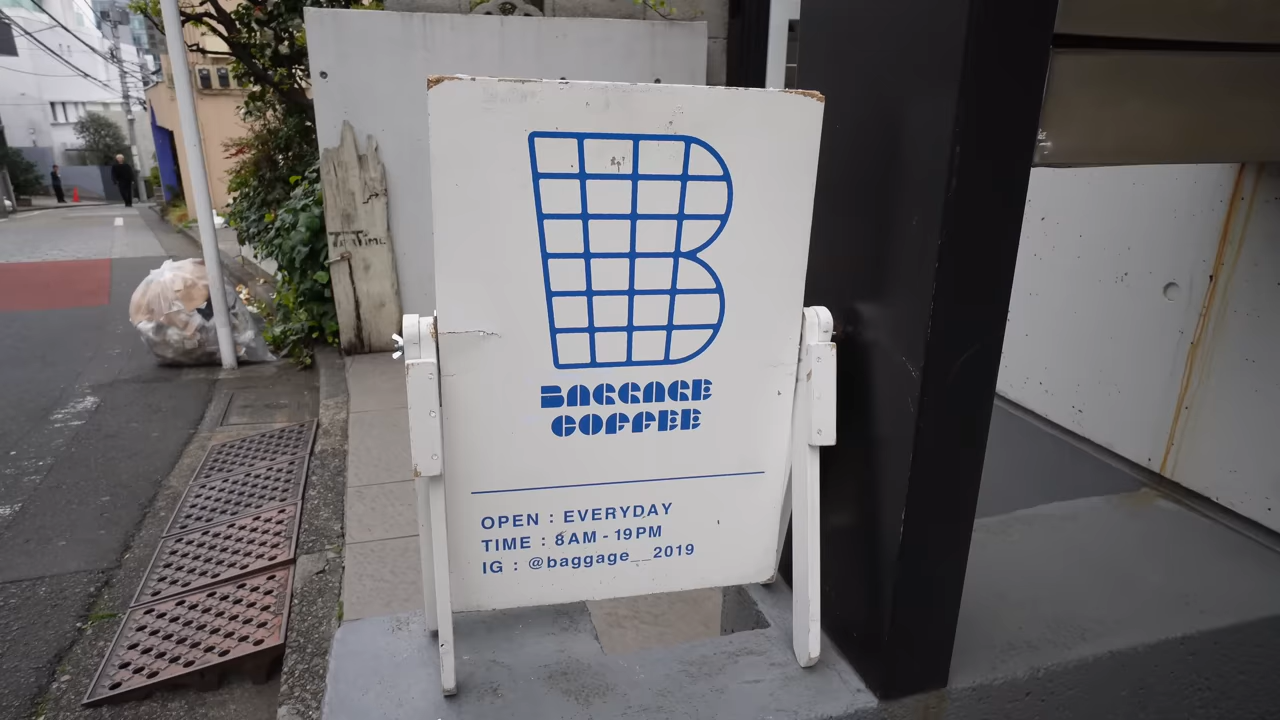 BAGGAGE
COFFEE
OPEN : EVERYDAY
TIME : 8AM - 19PM
IG : @baggage__2019